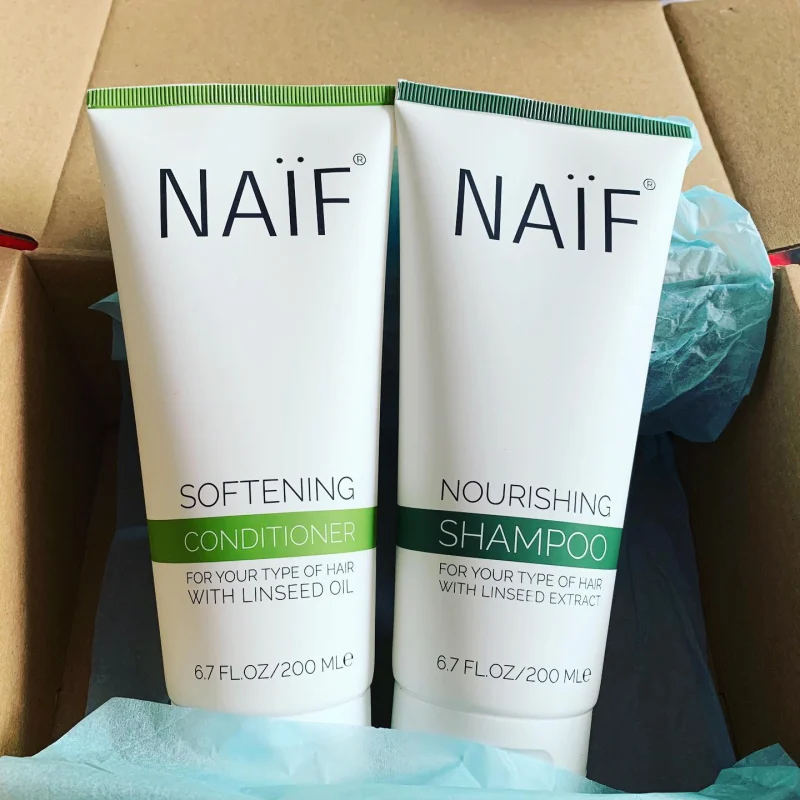 NAÏF®
SOFTENING
CONDITIONER
FOR YOUR TYPE OF HAIR
WITH LINSEED OIL
6.7 FL.OZ/200 ML℮
NAÏF®
NOURISHING
SHAMPOO
FOR YOUR TYPE OF HAIR
WITH LINSEED EXTRACT
6.7 FL.OZ/200 ML℮